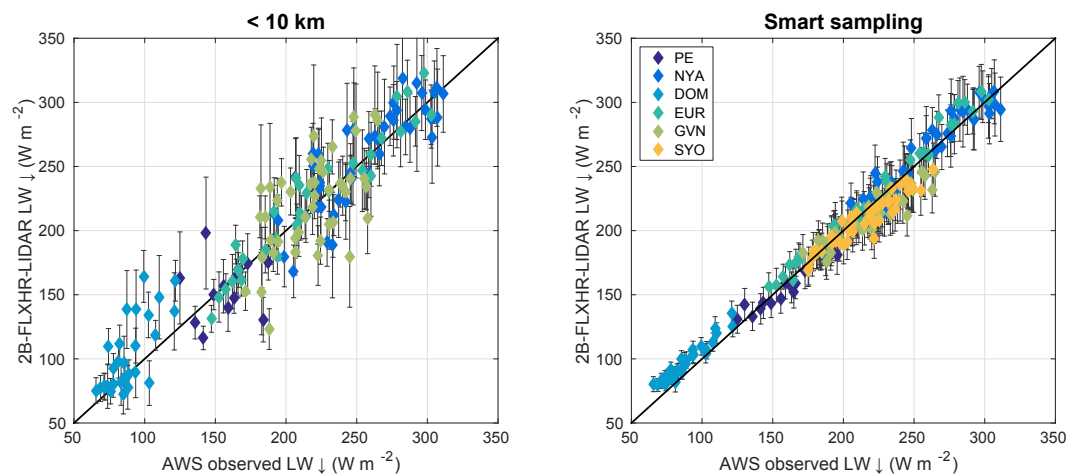 < 10 km
350
300
250
200
150
100
50
50 100 150 200 250 300 350
2B-FLXHR-LIDAR LW ↓ (W m -2)
AWS observed LW ↓ (W m -2)
Smart sampling
350
300
250
200
150
100
50
50 100 150 200 250 300 350
2B-FLXHR-LIDAR LW ↓ (W m -2)
AWS observed LW ↓ (W m -2)
PE
NYA
DOM
EUR
GVN
SYO